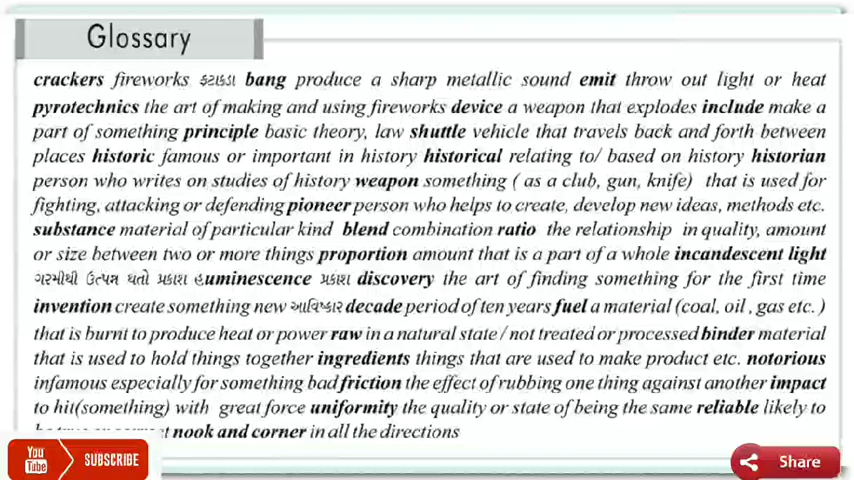 Glossary
crackers fireworks ફટાકડા bang produce a sharp metallic sound emit throw out light or heat
pyrotechnics the art of making and using fireworks device a weapon that explodes include make a
part of something principle basic theory, law shuttle vehicle that travels back and forth between
places historic famous or important in history historical relating to/ based on history historian
person who writes on studies of history weapon something ( as a club, gun, knife) that is used for
fighting, attacking or defending pioneer person who helps to create, develop new ideas, methods etc.
substance material of particular kind blend combination ratio the relationship in quality, amount
or size between two or more things proportion amount that is a part of a whole incandescent light
ગરમીથી ઉત્પન્ન થતો પ્રકાશ uminescence પ્રકાશ discovery the art of finding something for the first time
invention create something new આવિષ્કાર decade period of ten years fuel a material (coal, oil , gas etc. )
that is burnt to produce heat or power raw in a natural state / not treated or processed binder material
that is used to hold things together ingredients things that are used to make product etc. notorious
infamous especially for something bad friction the effect of rubbing one thing against another impact
to hit(something) with great force uniformity the quality or state of being the same reliable likely to
nook and corner in all the directions
You Tube SUBSCRIBE
Share